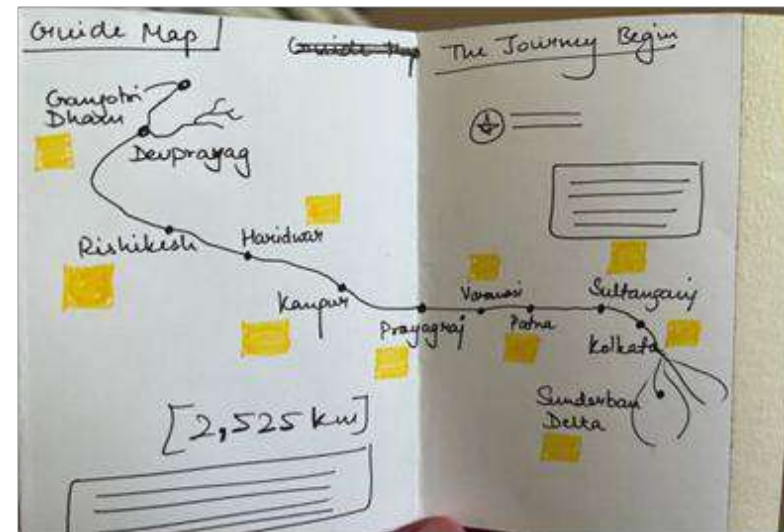 Guide Map
Guide Map
The Journey Begin
Gangotri
Dham
Devprayag
Rishikesh
Haridwar
Kanpur
Prayagraj
Varanasi
Patna
Sultanganj
Kolkata
Sunderban
Delta
[2,525 km]